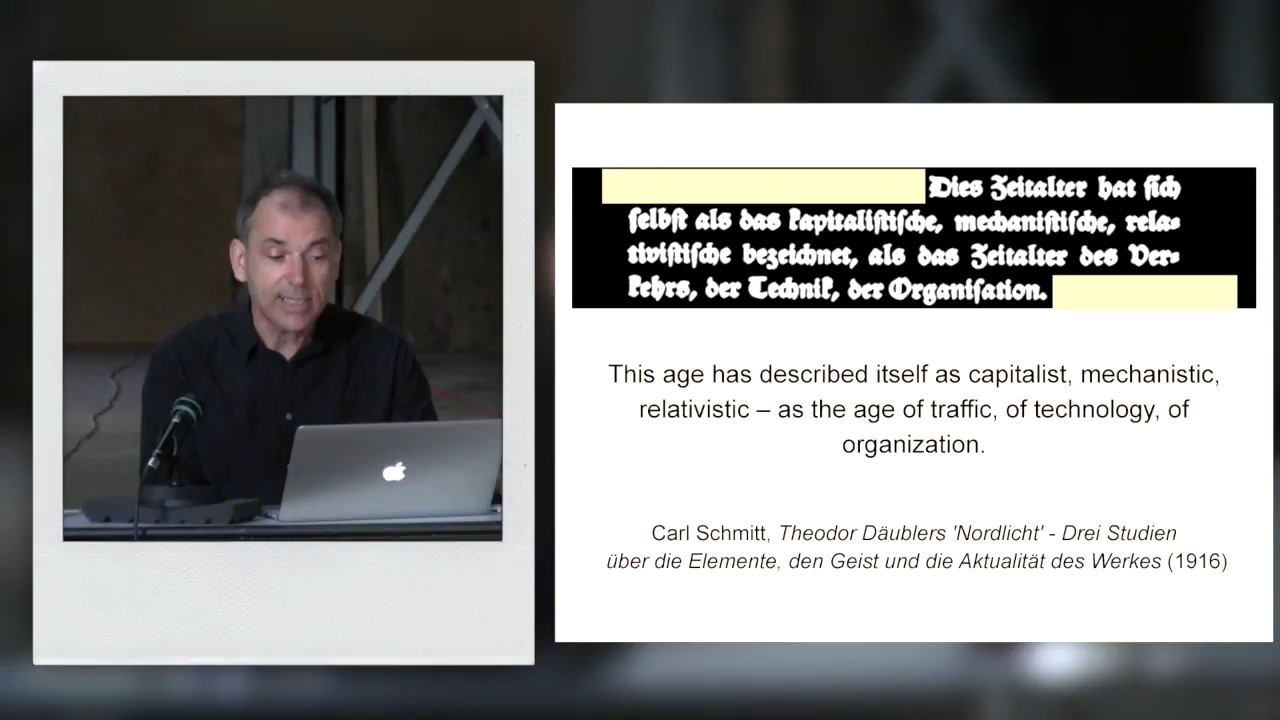 Dies Zeitalter hat sich
selbst als das kapitalistische, mechanistische, rela-
tivistische bezeichnet, als das Zeitalter des Ver-
kehrs, der Technik, der Organisation.
This age has described itself as capitalist, mechanistic,
relativistic – as the age of traffic, of technology, of
organization.
Carl Schmitt, Theodor Däublers 'Nordlicht' - Drei Studien
über die Elemente, den Geist und die Aktualität des Werkes (1916)